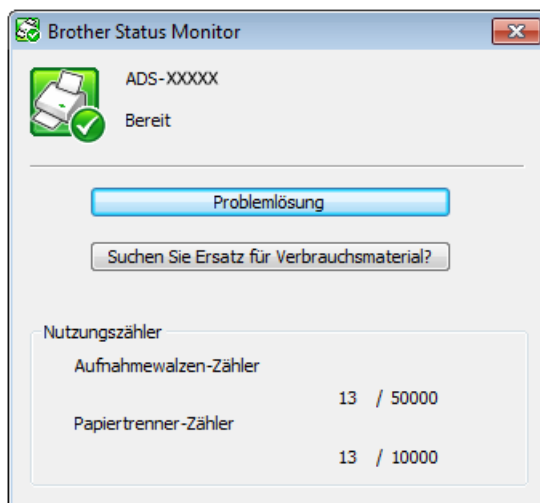 Brother Status Monitor
ADS-XXXXX
Bereit
Problemlösung
Suchen Sie Ersatz für Verbrauchsmaterial?
Nutzungszähler
Aufnahmewalzen-Zähler
13 / 50000
Papiertrenner-Zähler
13 / 10000